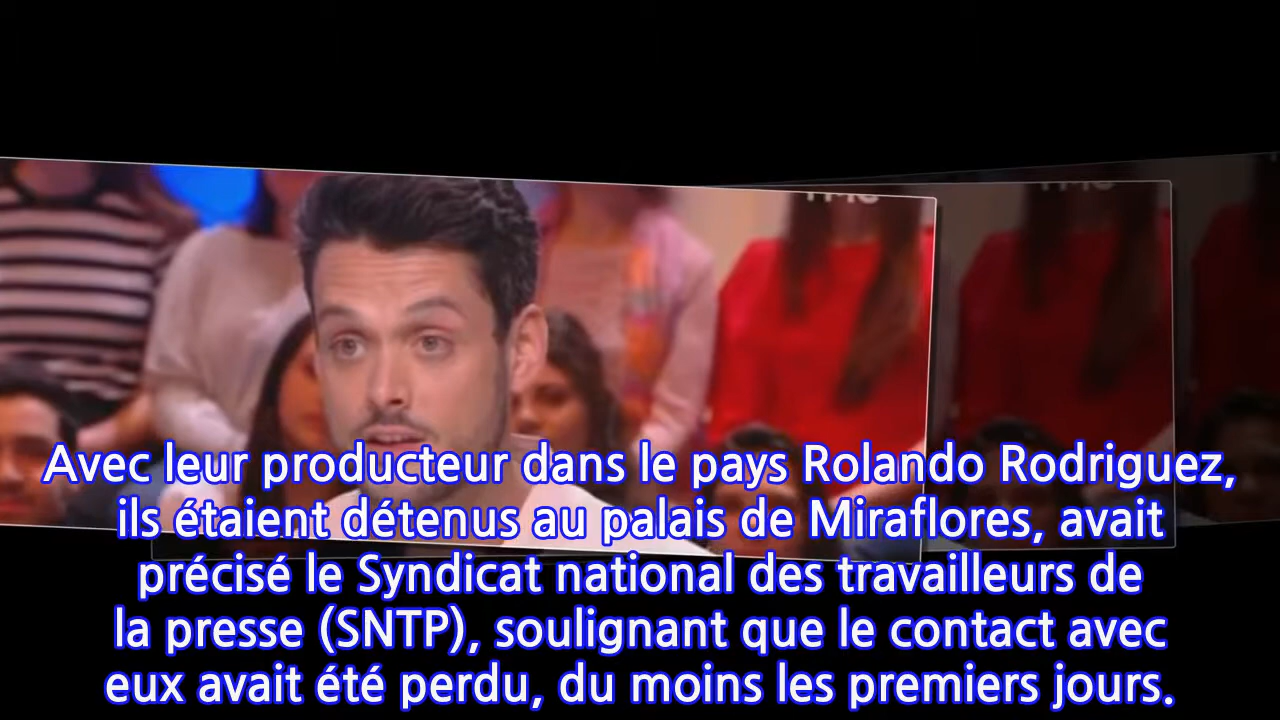 TMC
TMC
Avec leur producteur dans le pays Rolando Rodriguez,
ils étaient détenus au palais de Miraflores, avait
précisé le Syndicat national des travailleurs de
la presse (SNTP), soulignant que le contact avec
eux avait été perdu, du moins les premiers jours.